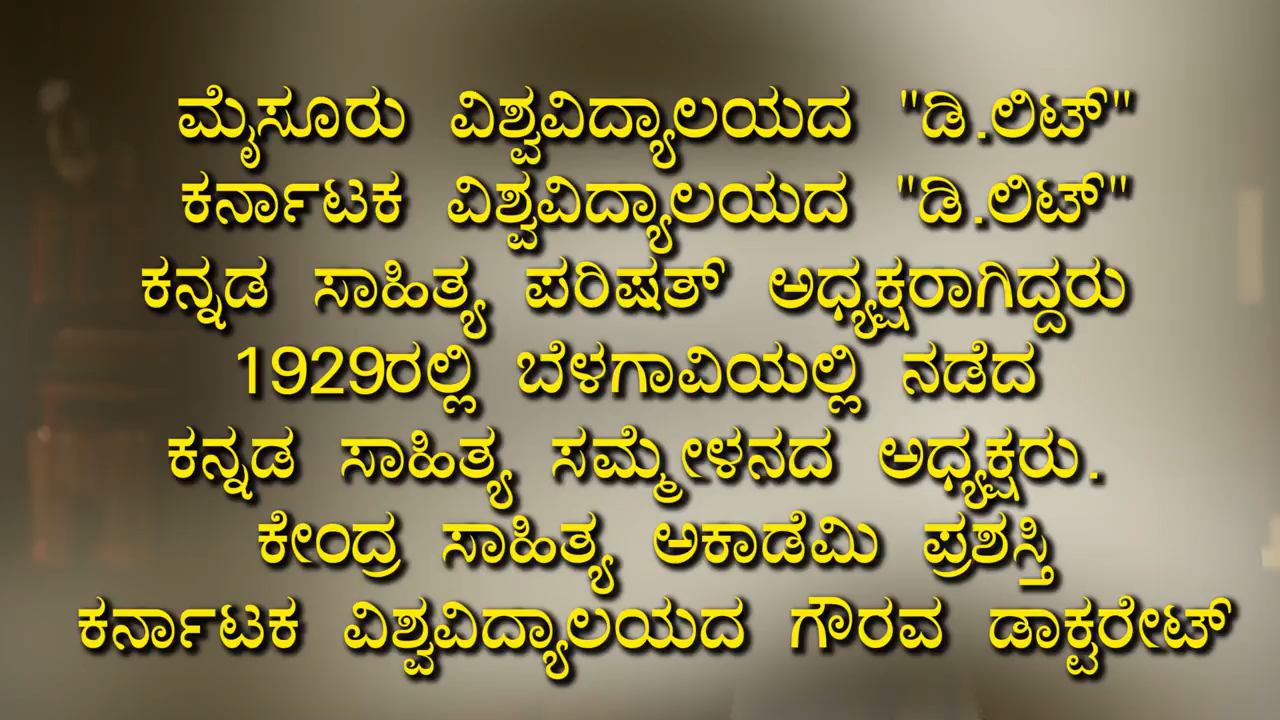 ಮೈಸೂರು ವಿಶ್ವವಿದ್ಯಾಲಯದ "ಡಿ.ಲಿಟ್"
ಕರ್ನಾಟಕ ವಿಶ್ವವಿದ್ಯಾಲಯದ "ಡಿ.ಲಿಟ್"
ಕನ್ನಡ ಸಾಹಿತ್ಯ ಪರಿಷತ್ ಅಧ್ಯಕ್ಷರಾಗಿದ್ದರು
1929ರಲ್ಲಿ ಬೆಳಗಾವಿಯಲ್ಲಿ ನಡೆದ
ಕನ್ನಡ ಸಾಹಿತ್ಯ ಸಮ್ಮೇಳನದ ಅಧ್ಯಕ್ಷರು.
ಕೇಂದ್ರ ಸಾಹಿತ್ಯ ಅಕಾಡೆಮಿ ಪ್ರಶಸ್ತಿ
ಕರ್ನಾಟಕ ವಿಶ್ವವಿದ್ಯಾಲಯದ ಗೌರವ ಡಾಕ್ಟರೇಟ್